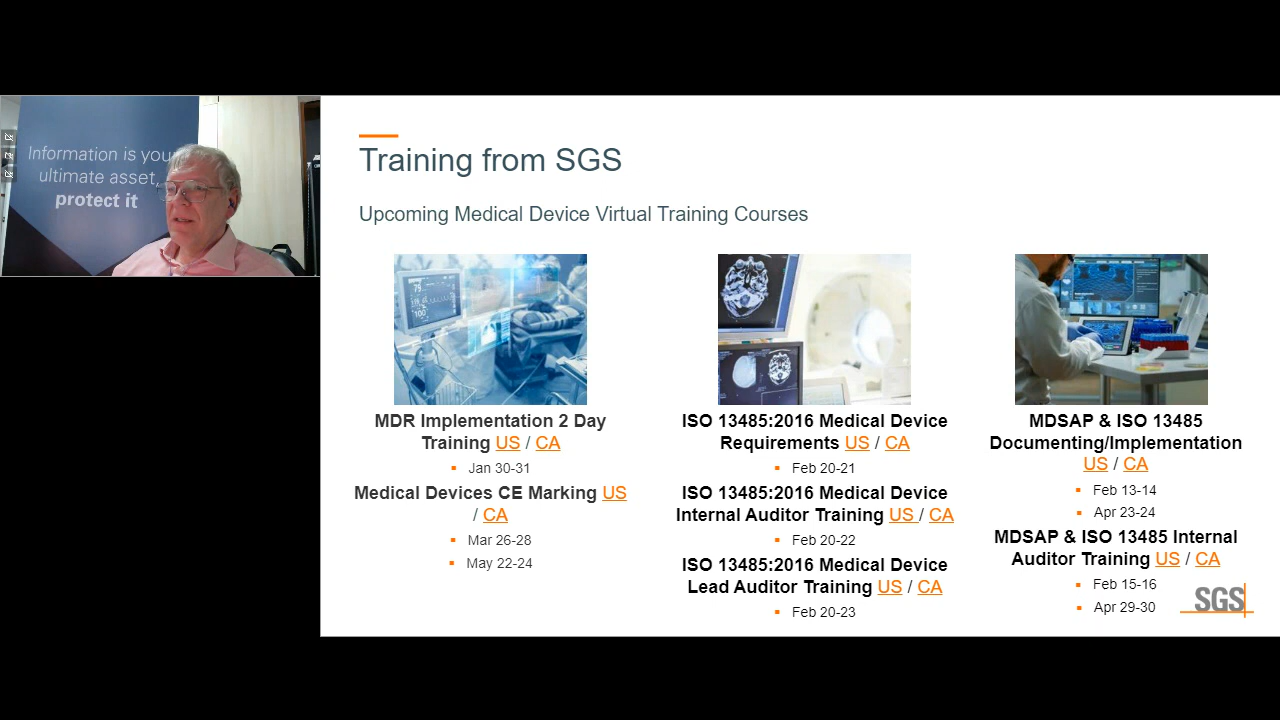 Information is you
ultimate asset,
protect it
Training from SGS
Upcoming Medical Device Virtual Training Courses
MDR Implementation 2 Day
Training US / CA
▪ Jan 30-31
Medical Devices CE Marking US
/ CA
▪ Mar 26-28
▪ May 22-24
ISO 13485:2016 Medical Device
Requirements US / CA
▪ Feb 20-21
ISO 13485:2016 Medical Device
Internal Auditor Training US / CA
▪ Feb 20-22
ISO 13485:2016 Medical Device
Lead Auditor Training US / CA
▪ Feb 20-23
MDSAP & ISO 13485
Documenting/Implementation
US / CA
▪ Feb 13-14
▪ Apr 23-24
MDSAP & ISO 13485 Internal
Auditor Training US / CA
▪ Feb 15-16
▪ Apr 29-30
SGS